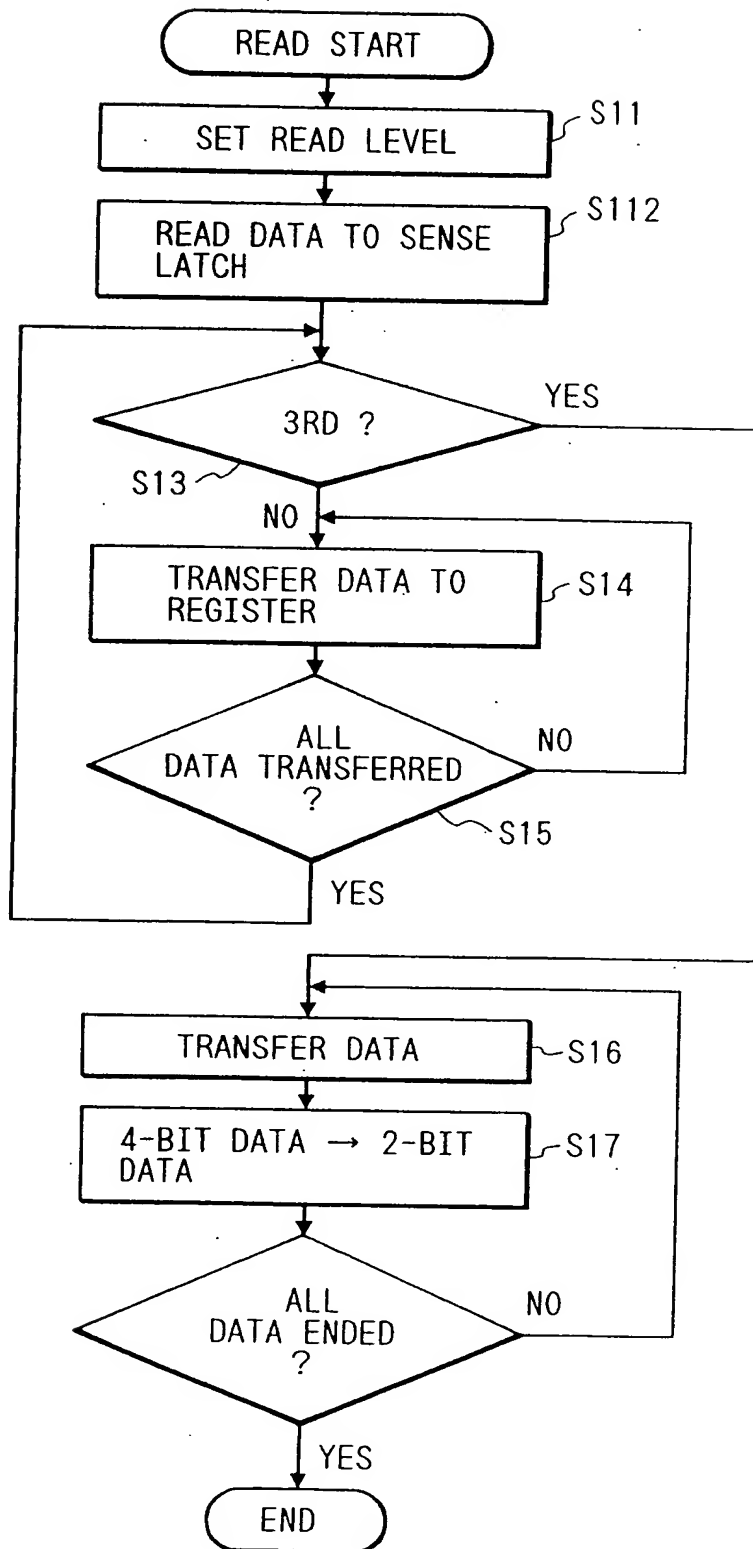 READ START
SET READ LEVEL
S11
READ DATA TO SENSE
LATCH
S112
3RD ?
YES
S13
NO
TRANSFER DATA TO
REGISTER
S14
ALL
DATA TRANSFERRED
?
NO
S15
YES
TRANSFER DATA
S16
4-BIT DATA → 2-BIT
DATA
S17
ALL
DATA ENDED
?
NO
YES
END